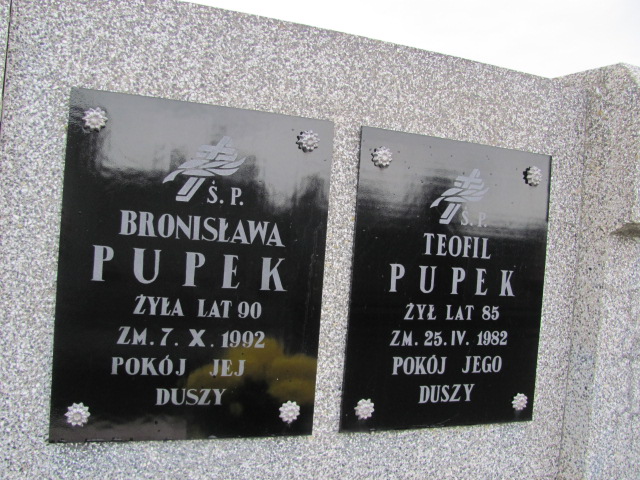 Ś. P.
BRONISŁAWA
PUPEK
ŻYŁA LAT 90
ZM. 7. X. 1992
POKÓJ JEJ
DUSZY
Ś. P.
TEOFIL
PUPEK
ŻYŁ LAT 85
ZM. 25. IV. 1982
POKÓJ JEGO
DUSZY